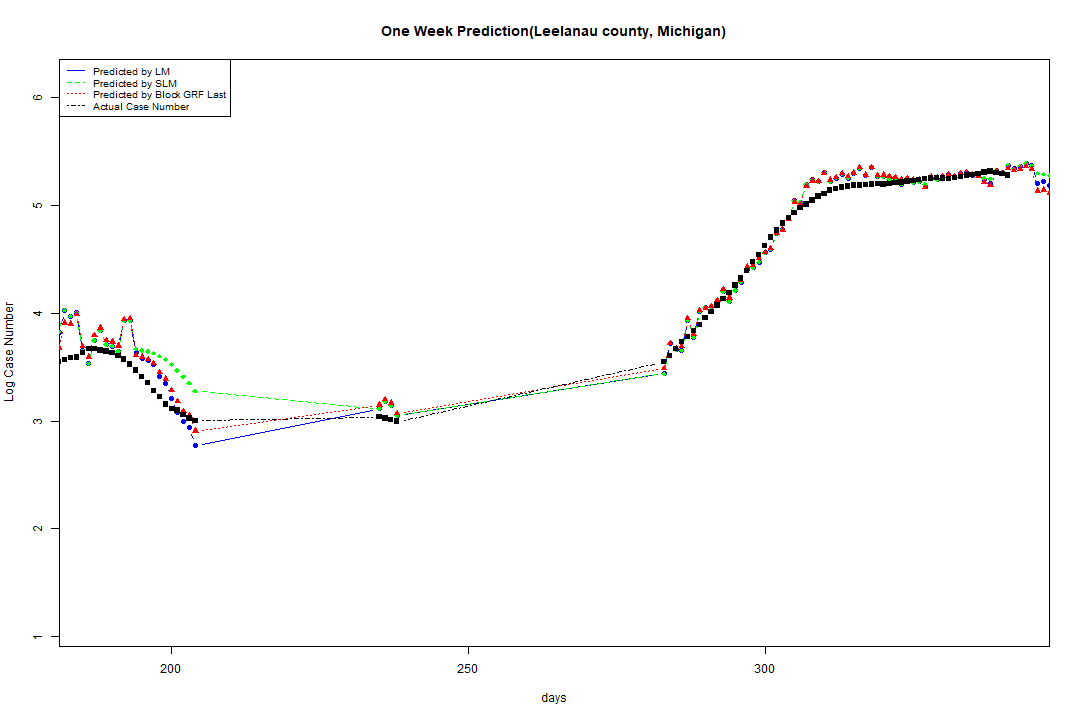 One Week Prediction(Leelanau county, Michigan)
Predicted by LM
Predicted by SLM
Predicted by Block GRF Last
Actual Case Number
6
5
4
3
2
1
Log Case Number
200
250
300
days